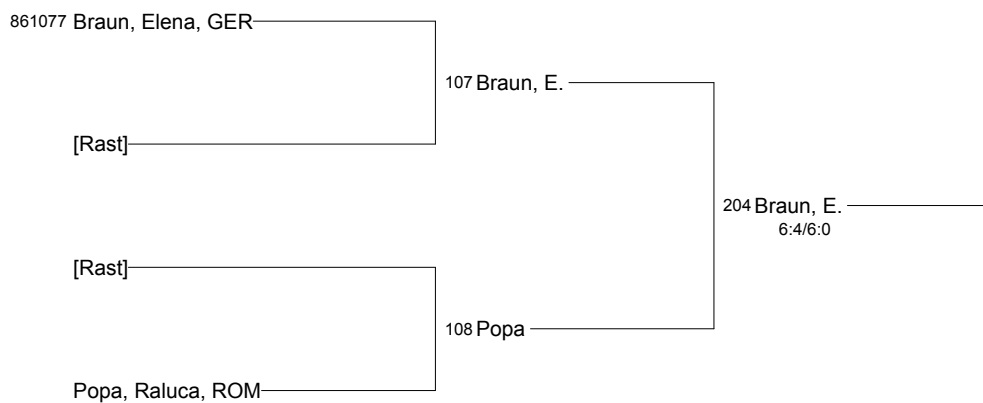 861077 Braun, Elena, GER
107 Braun, E.
[Rast]
204 Braun, E.
6:4/6:0
[Rast]
108 Popa
Popa, Raluca, ROM